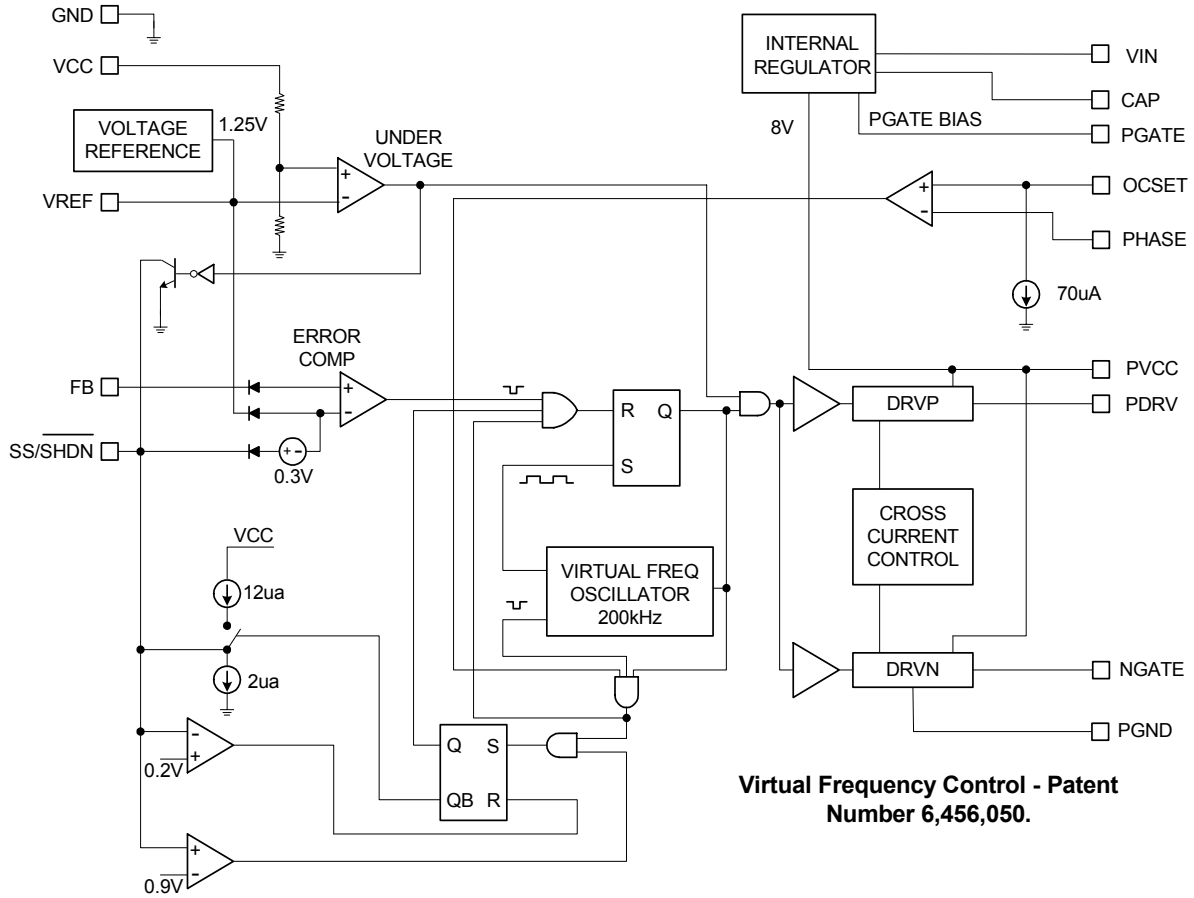 GND
VCC
VOLTAGE
REFERENCE
1.25V
VREF
UNDER
VOLTAGE
+
-
INTERNAL
REGULATOR
8V
PGATE BIAS
VIN
CAP
PGATE
OCSET
PHASE
+
-
70uA
FB
SS/SHDN
ERROR
COMP
+
-
+ -
0.3V
R Q
S
DRVP
PVCC
PDRV
CROSS
CURRENT
CONTROL
VIRTUAL FREQ
OSCILLATOR
200kHz
VCC
12ua
2ua
DRVN
NGATE
PGND
-
+
0.2V
Q S
QB R
+
-
0.9V
Virtual Frequency Control - Patent
Number 6,456,050.